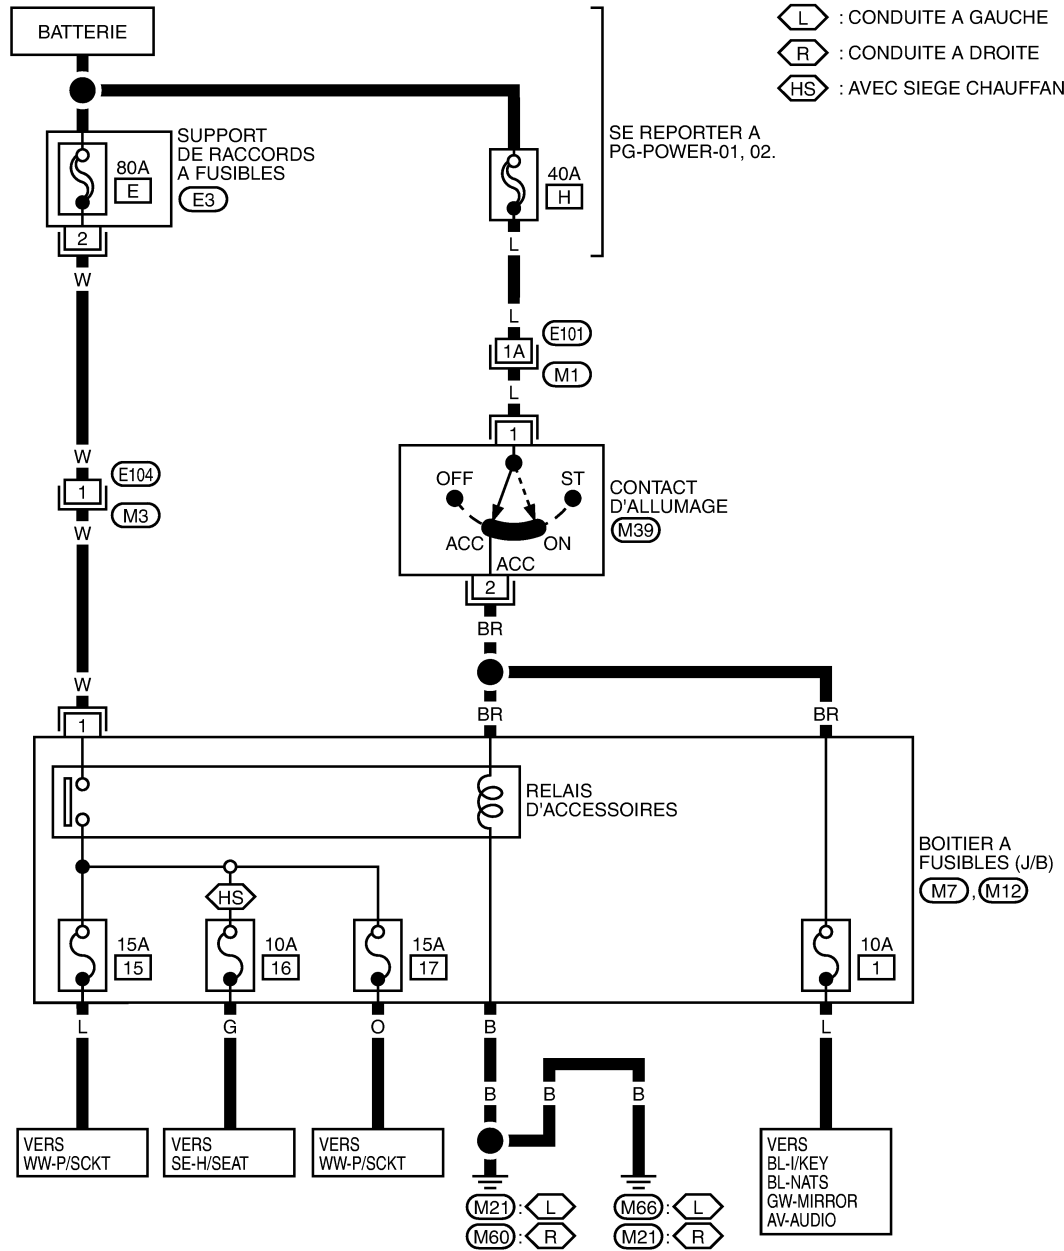 BATTERIE
L : CONDUITE A GAUCHE
R : CONDUITE A DROITE
HS : AVEC SIEGE CHAUFFAN
SUPPORT
DE RACCORDS
A FUSIBLES
E3
80A
E
2
40A
H
SE REPORTER A
PG-POWER-01, 02.
W
L
L
E101
1A
M1
L
W
E104
1
M3
W
W
1
1
OFF
ST
ACC
ON
ACC
CONTACT
D'ALLUMAGE
M39
2
BR
BR
BR
RELAIS
D'ACCESSOIRES
BOITIER A
FUSIBLES (J/B)
M7 , M12
HS
15A
15
10A
16
15A
17
10A
1
L
G
O
B
L
B
B
B
VERS
WW-P/SCKT
VERS
SE-H/SEAT
VERS
WW-P/SCKT
VERS
BL-I/KEY
BL-NATS
GW-MIRROR
AV-AUDIO
M21 : L
M60 : R
M66 : L
M21 : R